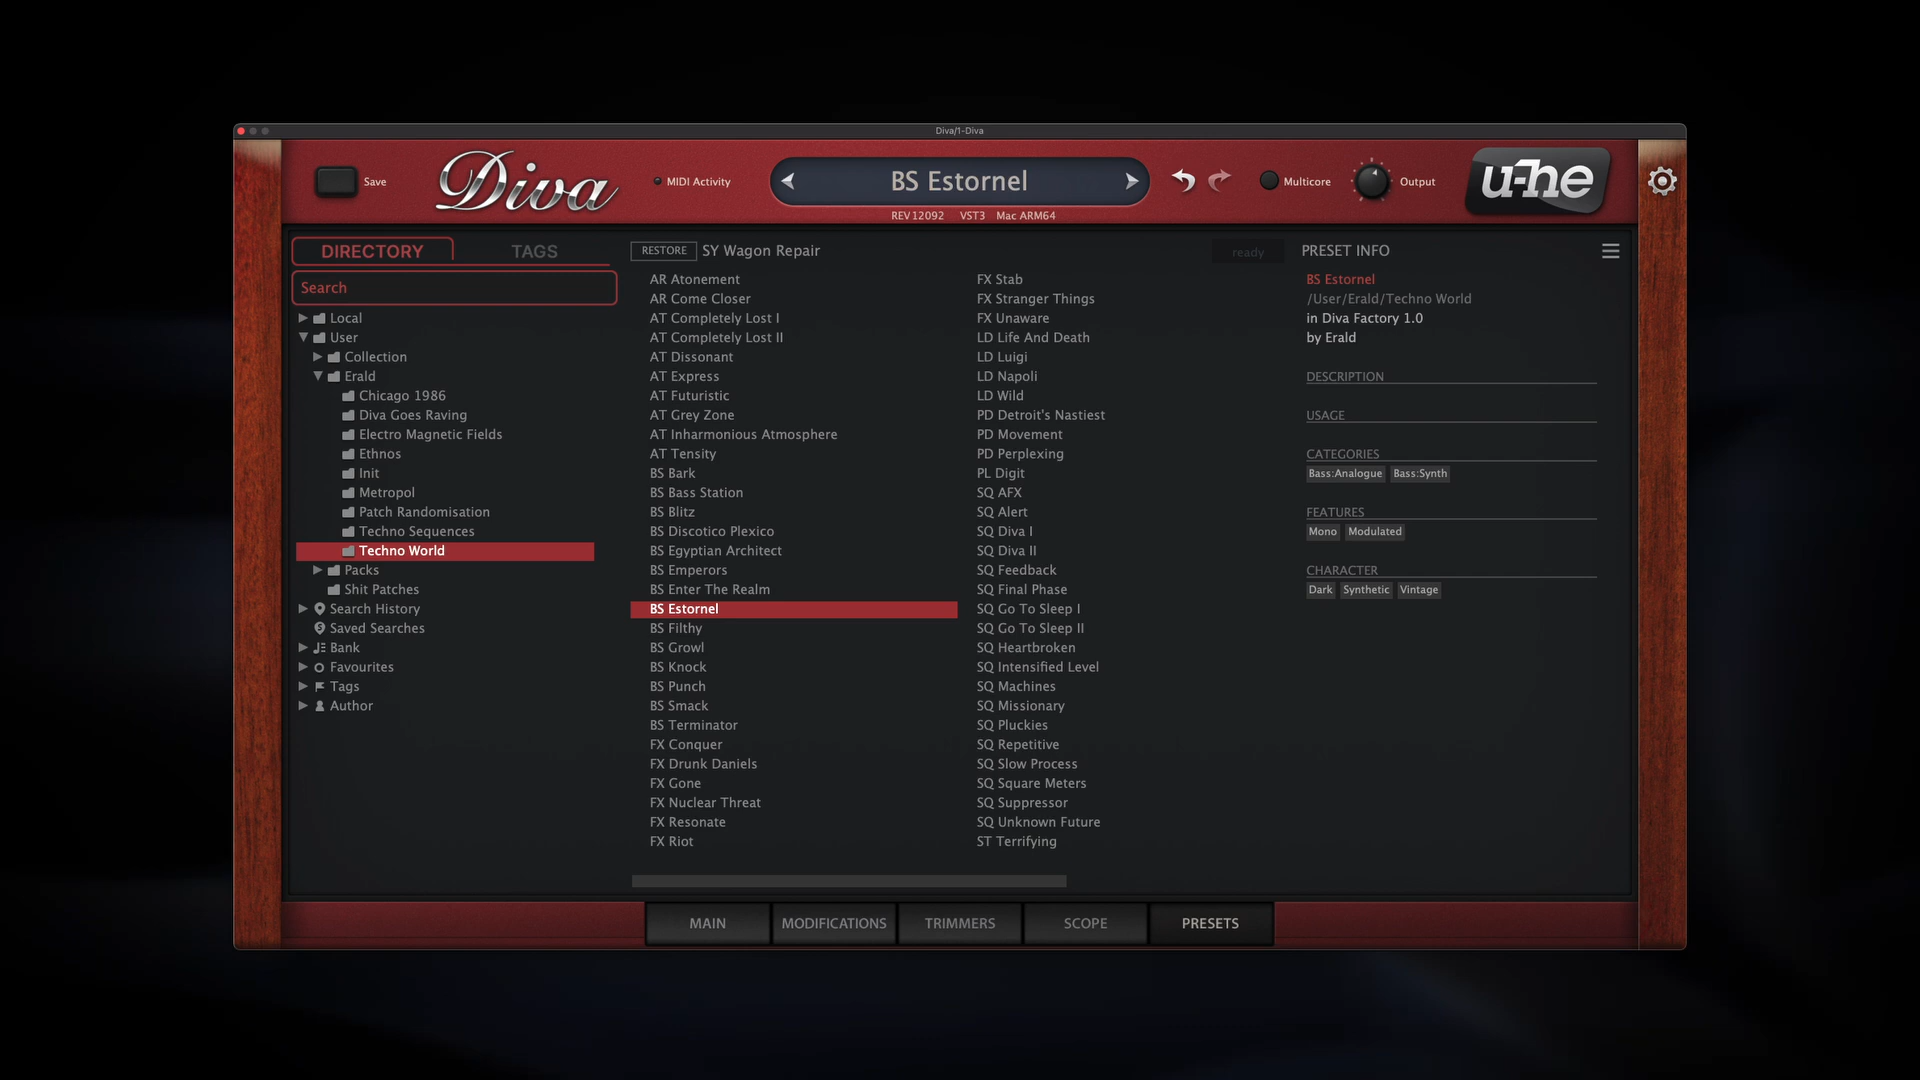 Diva/1-Diva
Save
Diva
MIDI Activity
BS Estornel
Multicore
Output
u-he
REV 12092 VST3 Mac ARM64
DIRECTORY
TAGS
Search
Local
User
Collection
Erald
Chicago 1986
Diva Goes Raving
Electro Magnetic Fields
Ethnos
Init
Metropol
Patch Randomisation
Techno Sequences
Techno World
Packs
Shit Patches
Search History
Saved Searches
Bank
Favourites
Tags
Author
RESTORE SY Wagon Repair
ready
AR Atonement
AR Come Closer
AT Completely Lost I
AT Completely Lost II
AT Dissonant
AT Express
AT Futuristic
AT Grey Zone
AT Inharmonious Atmosphere
AT Tensity
BS Bark
BS Bass Station
BS Blitz
BS Discotico Plexico
BS Egyptian Architect
BS Emperors
BS Enter The Realm
BS Estornel
BS Filthy
BS Growl
BS Knock
BS Punch
BS Smack
BS Terminator
FX Conquer
FX Drunk Daniels
FX Gone
FX Nuclear Threat
FX Resonate
FX Riot
FX Stab
FX Stranger Things
FX Unaware
LD Life And Death
LD Luigi
LD Napoli
LD Wild
PD Detroit's Nastiest
PD Movement
PD Perplexing
PL Digit
SQ AFX
SQ Alert
SQ Diva I
SQ Diva II
SQ Feedback
SQ Final Phase
SQ Go To Sleep I
SQ Go To Sleep II
SQ Heartbroken
SQ Intensified Level
SQ Machines
SQ Missionary
SQ Pluckies
SQ Repetitive
SQ Slow Process
SQ Square Meters
SQ Suppressor
SQ Unknown Future
ST Terrifying
PRESET INFO
BS Estornel
/User/Erald/Techno World
in Diva Factory 1.0
by Erald
DESCRIPTION
USAGE
CATEGORIES
Bass:Analogue Bass:Synth
FEATURES
Mono Modulated
CHARACTER
Dark Synthetic Vintage
MAIN
MODIFICATIONS
TRIMMERS
SCOPE
PRESETS